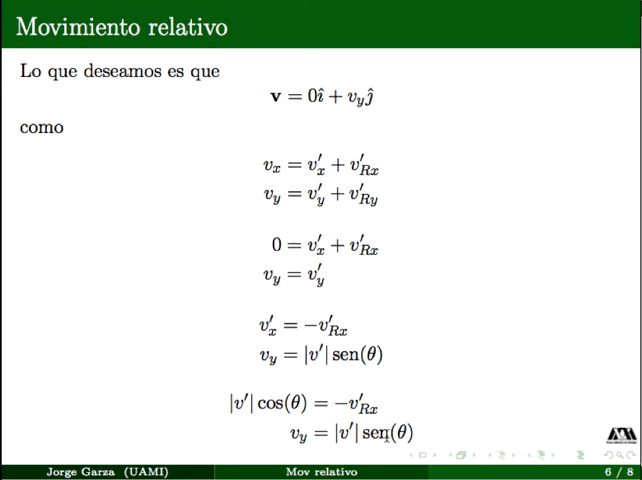 Movimiento relativo
Lo que deseamos es que
v = 0î + v_y ĵ
como
v_x = v′_x + v′_{Rx}
v_y = v′_y + v′_{Ry}
0 = v′_x + v′_{Rx}
v_y = v′_y
v′_x = −v′_{Rx}
v_y = |v′| sen(θ)
|v′| cos(θ) = −v′_{Rx}
v_y = |v′| sen(θ)
Jorge Garza (UAMI) Mov relativo 6 / 8